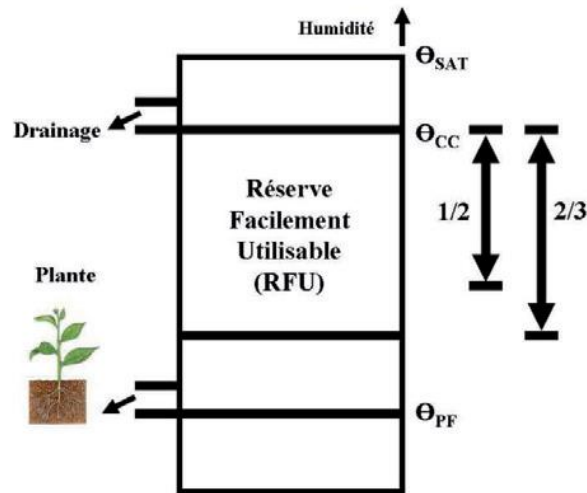 Humidité
ϴSAT
Drainage
ϴCC
Réserve
Facilement
Utilisable
(RFU)
1/2
2/3
Plante
ϴPF